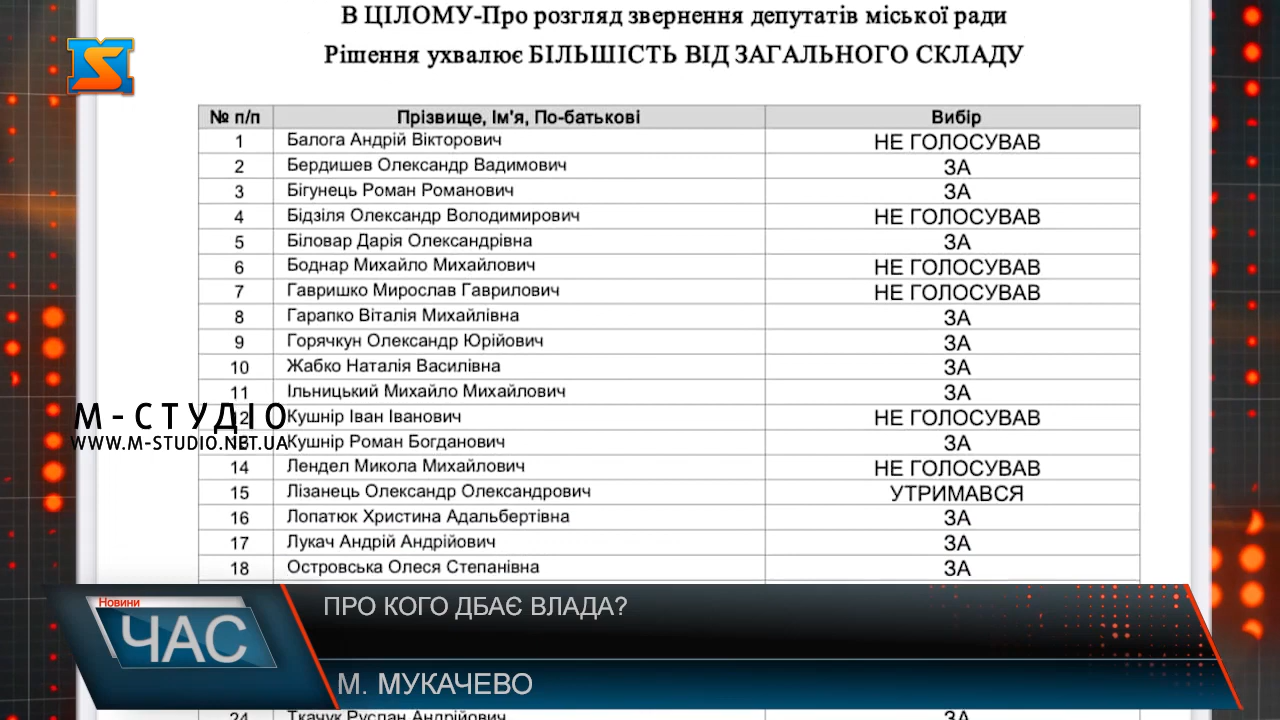 В ЦІЛОМУ-Про розгляд звернення депутатів міської ради
Рішення ухвалює БІЛЬШІСТЬ ВІД ЗАГАЛЬНОГО СКЛАДУ
№ п/п Прізвище, Ім'я, По-батькові Вибір
1 Балога Андрій Вікторович НЕ ГОЛОСУВАВ
2 Бердишев Олександр Вадимович ЗА
3 Бігунець Роман Романович ЗА
4 Бідзіля Олександр Володимирович НЕ ГОЛОСУВАВ
5 Біловар Дарія Олександрівна ЗА
6 Боднар Михайло Михайлович НЕ ГОЛОСУВАВ
7 Гавришко Мирослав Гаврилович НЕ ГОЛОСУВАВ
8 Гарапко Віталія Михайлівна ЗА
9 Горячкун Олександр Юрійович ЗА
10 Жабко Наталія Василівна ЗА
11 Ільницький Михайло Михайлович ЗА
М-СТУДІО
12 Кушнір Іван Іванович НЕ ГОЛОСУВАВ
WWW.M-STUDIO.NET.UA
Кушнір Роман Богданович ЗА
14 Лендел Микола Михайлович НЕ ГОЛОСУВАВ
15 Лізанець Олександр Олександрович УТРИМАВСЯ
16 Лопатюк Христина Адальбертівна ЗА
17 Лукач Андрій Андрійович ЗА
18 Островська Олеся Степанівна ЗА
Новини
ЧАС
ПРО КОГО ДБАЄ ВЛАДА?
М. МУКАЧЕВО
24 Ткачук Руслан Андрійович ЗА